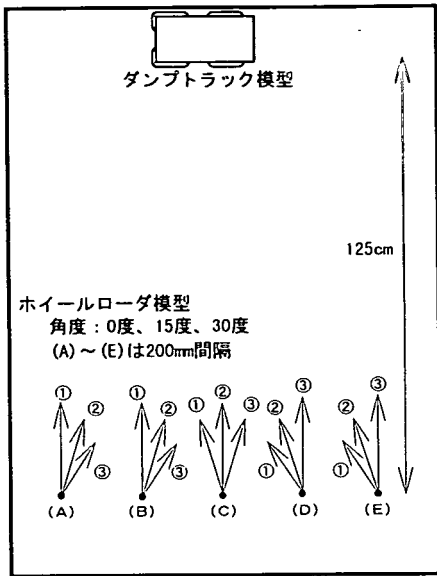 ダンプトラック模型
125cm
ホイールローダ模型
角度：0度、15度、30度
(A)～(E)は200mm間隔
① ② ③ ① ② ③ ① ② ③ ① ② ③ ① ② ③
(A) (B) (C) (D) (E)